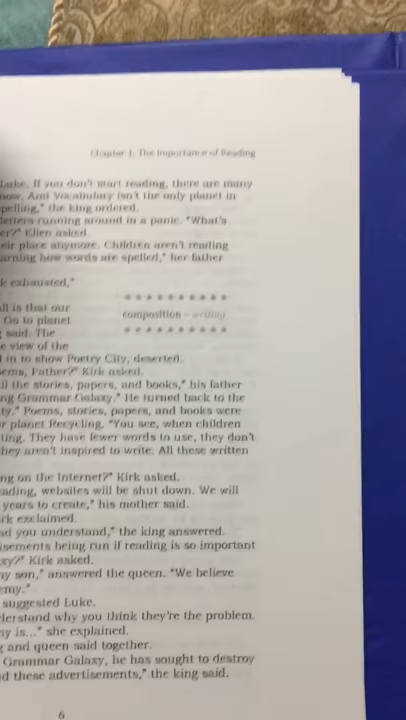 Chapter 1: The Importance of Reading
Luke. If you don't start reading, there are many
now. And Vocabulary isn't the only planet in
pelling," the king ordered.
letters running around in a panic. "What's
er?" Ellen asked.
eir place anymore. Children aren't reading
arning how words are spelled," her father
k exhausted,"
all is that our
Go to planet
composition – writing
said. The
e view of the
d in to show Poetry City, deserted.
ems, Father?" Kirk asked.
ll the stories, papers, and books," his father
ng Grammar Galaxy." He turned back to the
ty." Poems, stories, papers, and books were
r planet Recycling. "You see, when children
ting. They have fewer words to use, they don't
hey aren't inspired to write. All these written
ng on the Internet?" Kirk asked.
eading, websites will be shut down. We will
years to create," his mother said.
rk exclaimed.
ad you understand," the king answered.
isements being run if reading is so important
xy?" Kirk asked.
ny son," answered the queen. "We believe
emy."
suggested Luke.
derstand why you think they're the problem.
ny is..." she explained.
g and queen said together.
Grammar Galaxy, he has sought to destroy
d these advertisements," the king said.
6